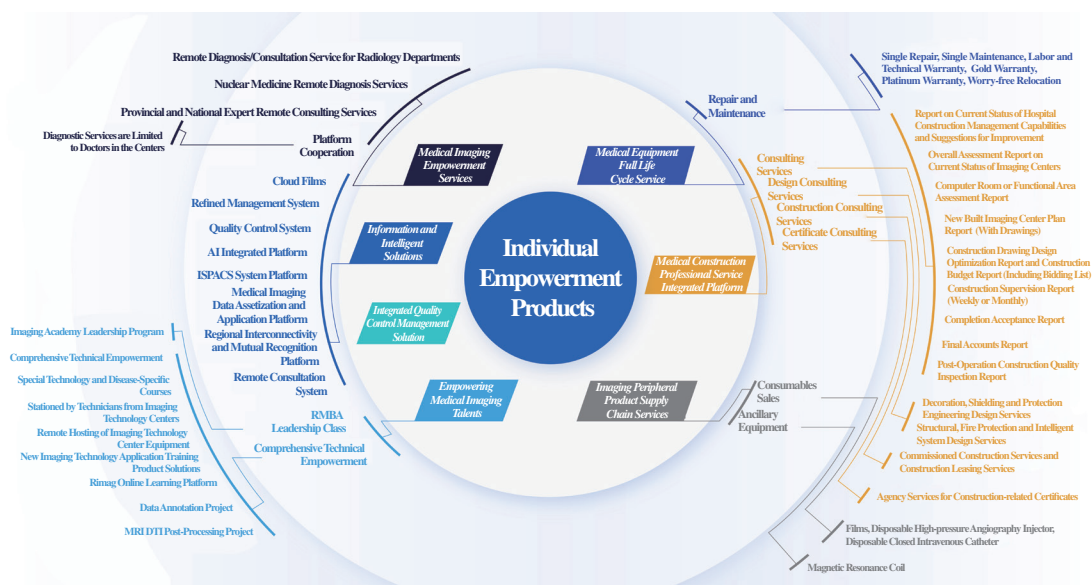 Remote Diagnosis/Consultation Service for Radiology Departments
Nuclear Medicine Remote Diagnosis Services
Provincial and National Expert Remote Consulting Services
Diagnostic Services are Limited
to Doctors in the Centers
Platform
Cooperation
Medical Imaging
Empowerment
Services
Cloud Films
Refined Management System
Quality Control System
AI Integrated Platform
ISPACS System Platform
Medical Imaging
Data Assetization and
Application Platform
Regional Interconnectivity
and Mutual Recognition
Platform
Remote Consultation
System
Information and
Intelligent
Solutions
Integrated Quality
Control Management
Solution
Imaging Academy Leadership Program
Comprehensive Technical Empowerment
Special Technology and Disease-Specific
Courses
Stationed by Technicians from Imaging
Technology Centers
Remote Hosting of Imaging Technology
Center Equipment
New Imaging Technology Application Training
Product Solutions
Rimag Online Learning Platform
Data Annotation Project
MRI DTI Post-Processing Project
RMBA
Leadership Class
Comprehensive Technical
Empowerment
Empowering
Medical Imaging
Talents
Individual
Empowerment
Products
Medical Equipment
Full Life
Cycle Service
Repair and
Maintenance
Single Repair, Single Maintenance, Labor and
Technical Warranty, Gold Warranty,
Platinum Warranty, Worry-free Relocation
Medical Construction
Professional Service
Integrated Platform
Consulting
Services
Design Consulting
Services
Construction Consulting
Services
Certificate Consulting
Services
Report on Current Status of Hospital
Construction Management Capabilities
and Suggestions for Improvement
Overall Assessment Report on
Current Status of Imaging Centers
Computer Room or Functional Area
Assessment Report
New Built Imaging Center Plan
Report (With Drawings)
Construction Drawing Design
Optimization Report and Construction
Budget Report (Including Bidding List)
Construction Supervision Report
(Weekly or Monthly)
Completion Acceptance Report
Final Accounts Report
Post-Operation Construction Quality
Inspection Report
Decoration, Shielding and Protection
Engineering Design Services
Structural, Fire Protection and Intelligent
System Design Services
Commissioned Construction Services and
Construction Leasing Services
Agency Services for Construction-related Certificates
Imaging Peripheral
Product Supply
Chain Services
Consumables
Sales
Ancillary
Equipment
Films, Disposable High-pressure Angiography Injector,
Disposable Closed Intravenous Catheter
Magnetic Resonance Coil